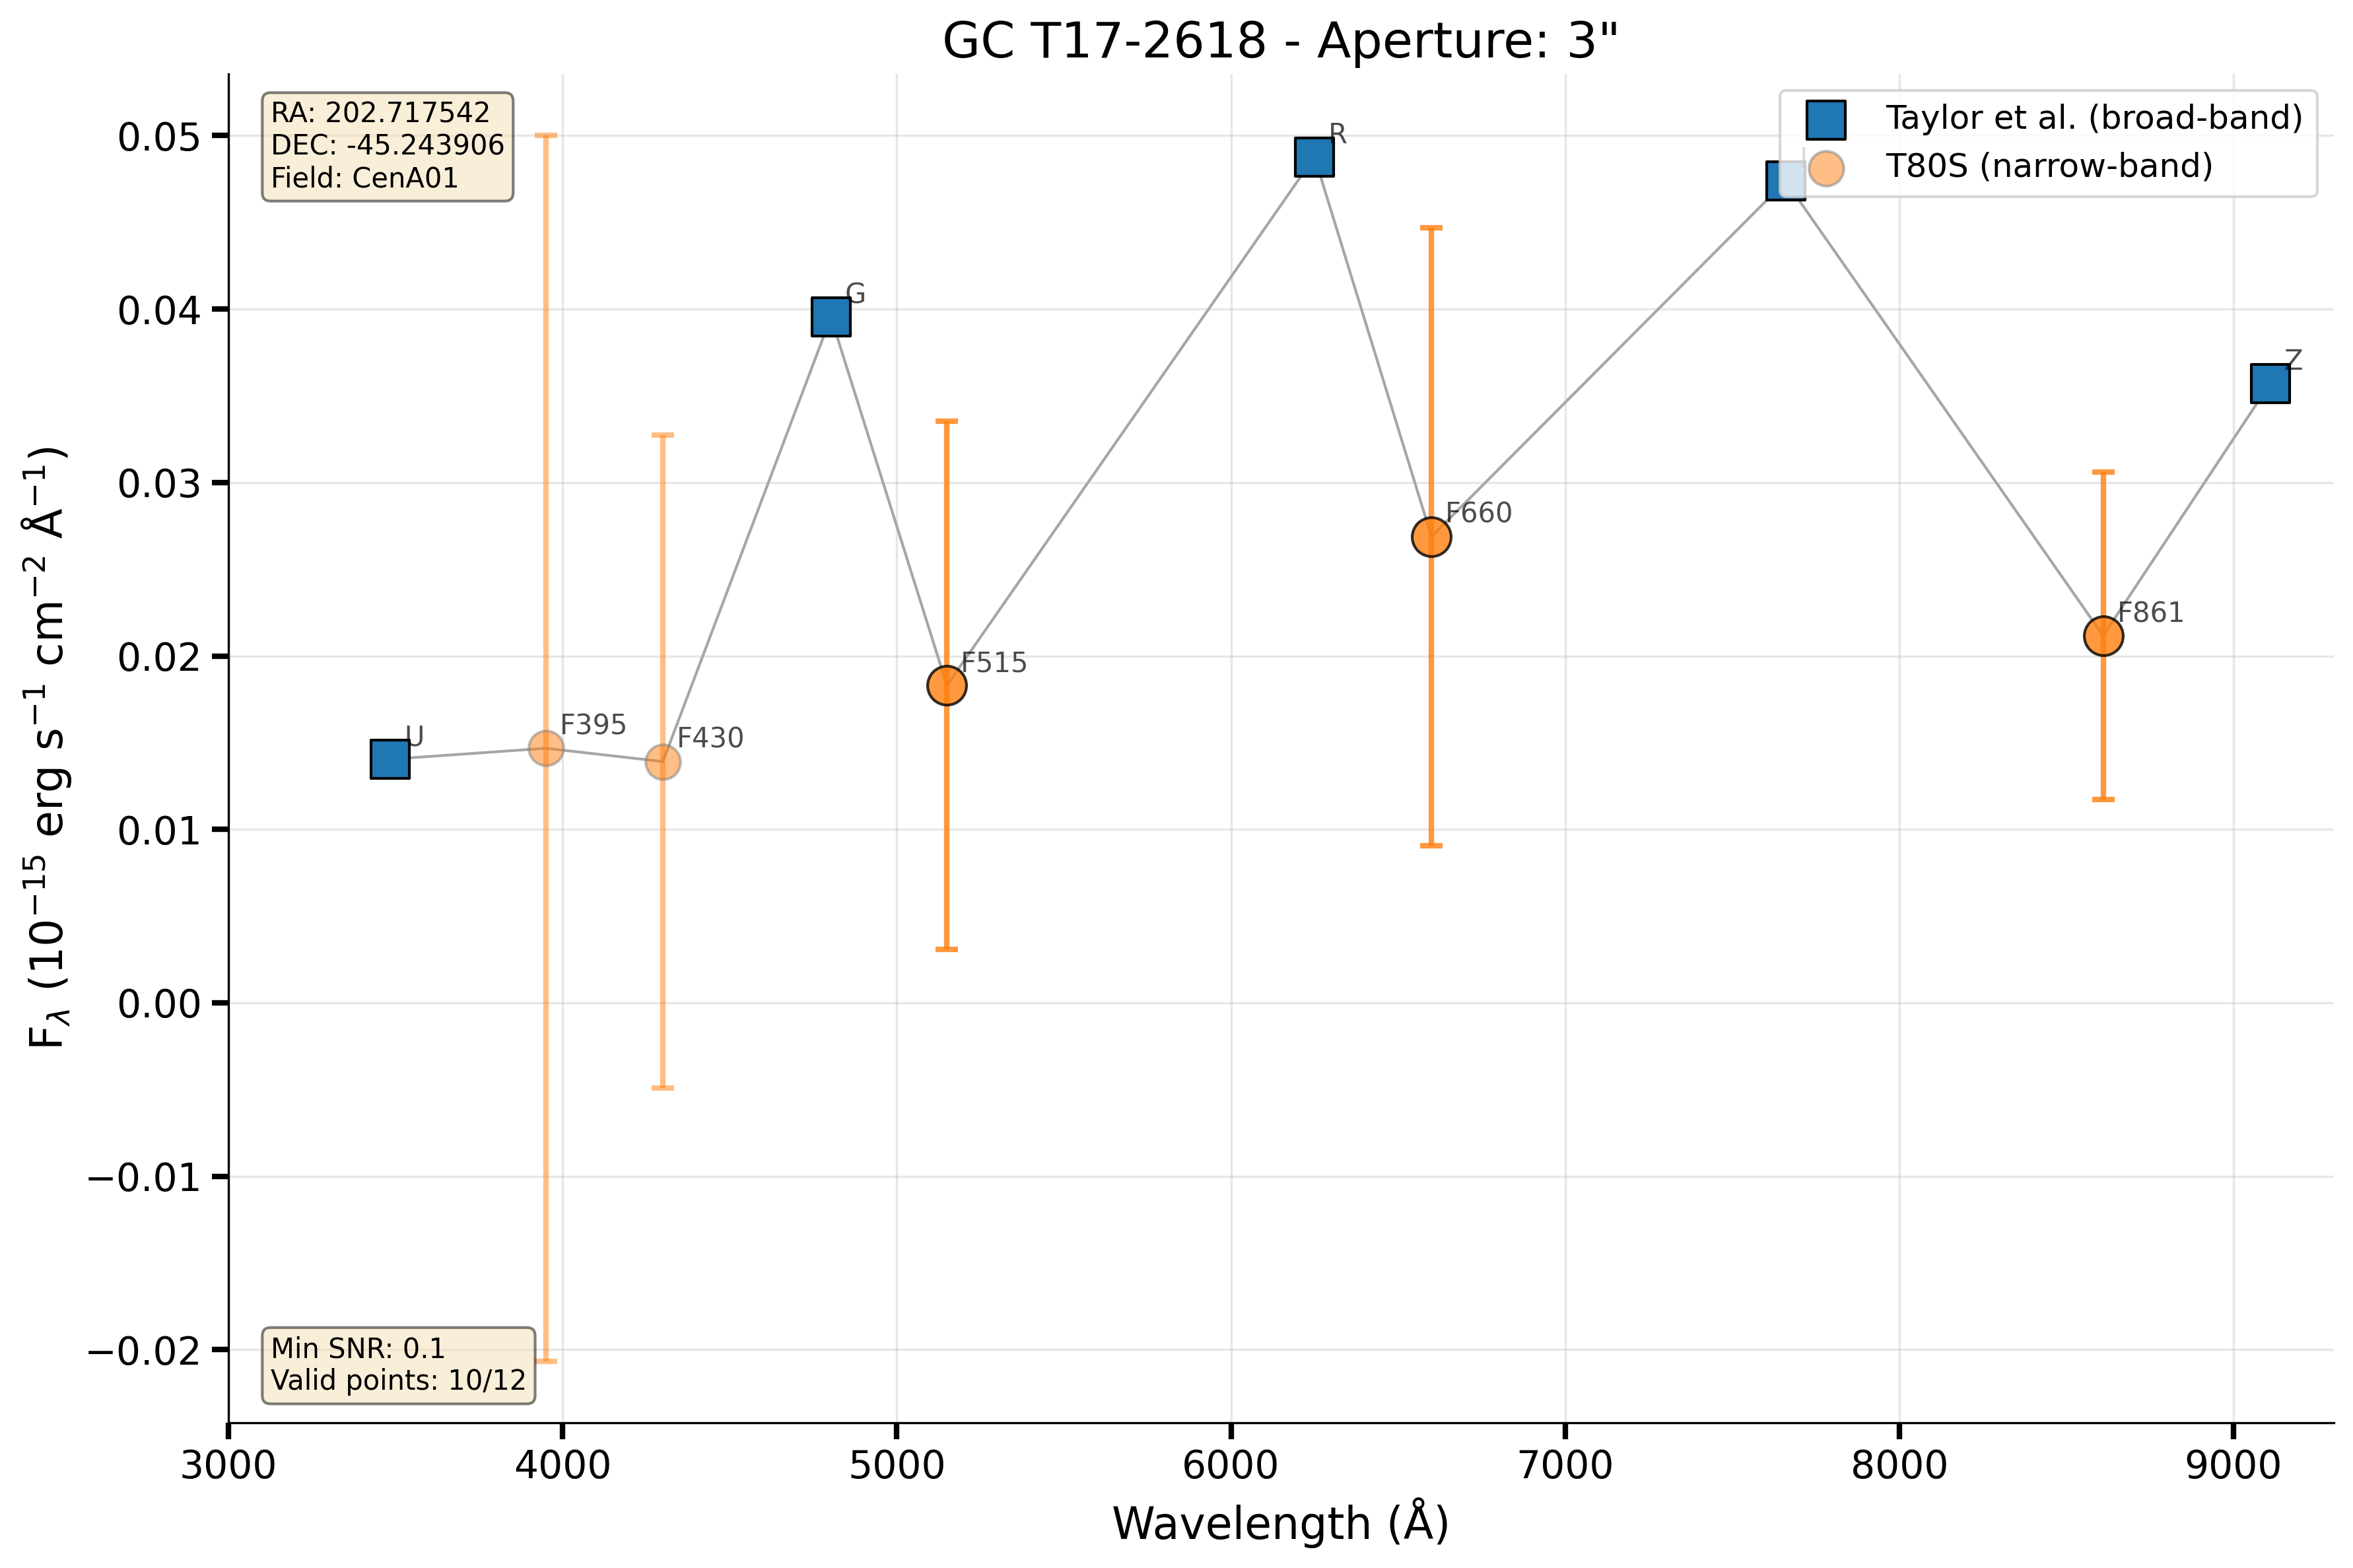 GC T17-2618 - Aperture: 3"
RA: 202.717542
DEC: -45.243906
Field: CenA01
Taylor et al. (broad-band)
T80S (narrow-band)
F_λ (10⁻¹⁵ erg s⁻¹ cm⁻² Å⁻¹)
0.05
0.04
0.03
0.02
0.01
0.00
−0.01
−0.02
U
F395
F430
G
F515
R
F660
F861
Z
Min SNR: 0.1
Valid points: 10/12
3000
4000
5000
6000
7000
8000
9000
Wavelength (Å)